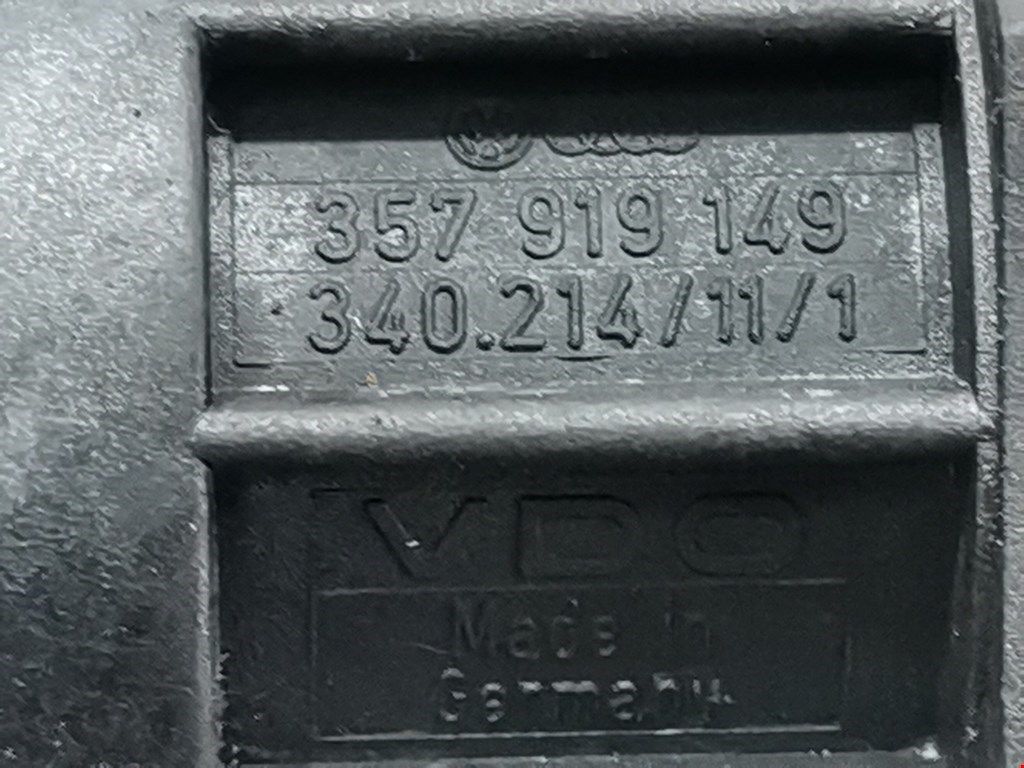 357 919 149
340.214/11/1
VDO
Made in
Germany